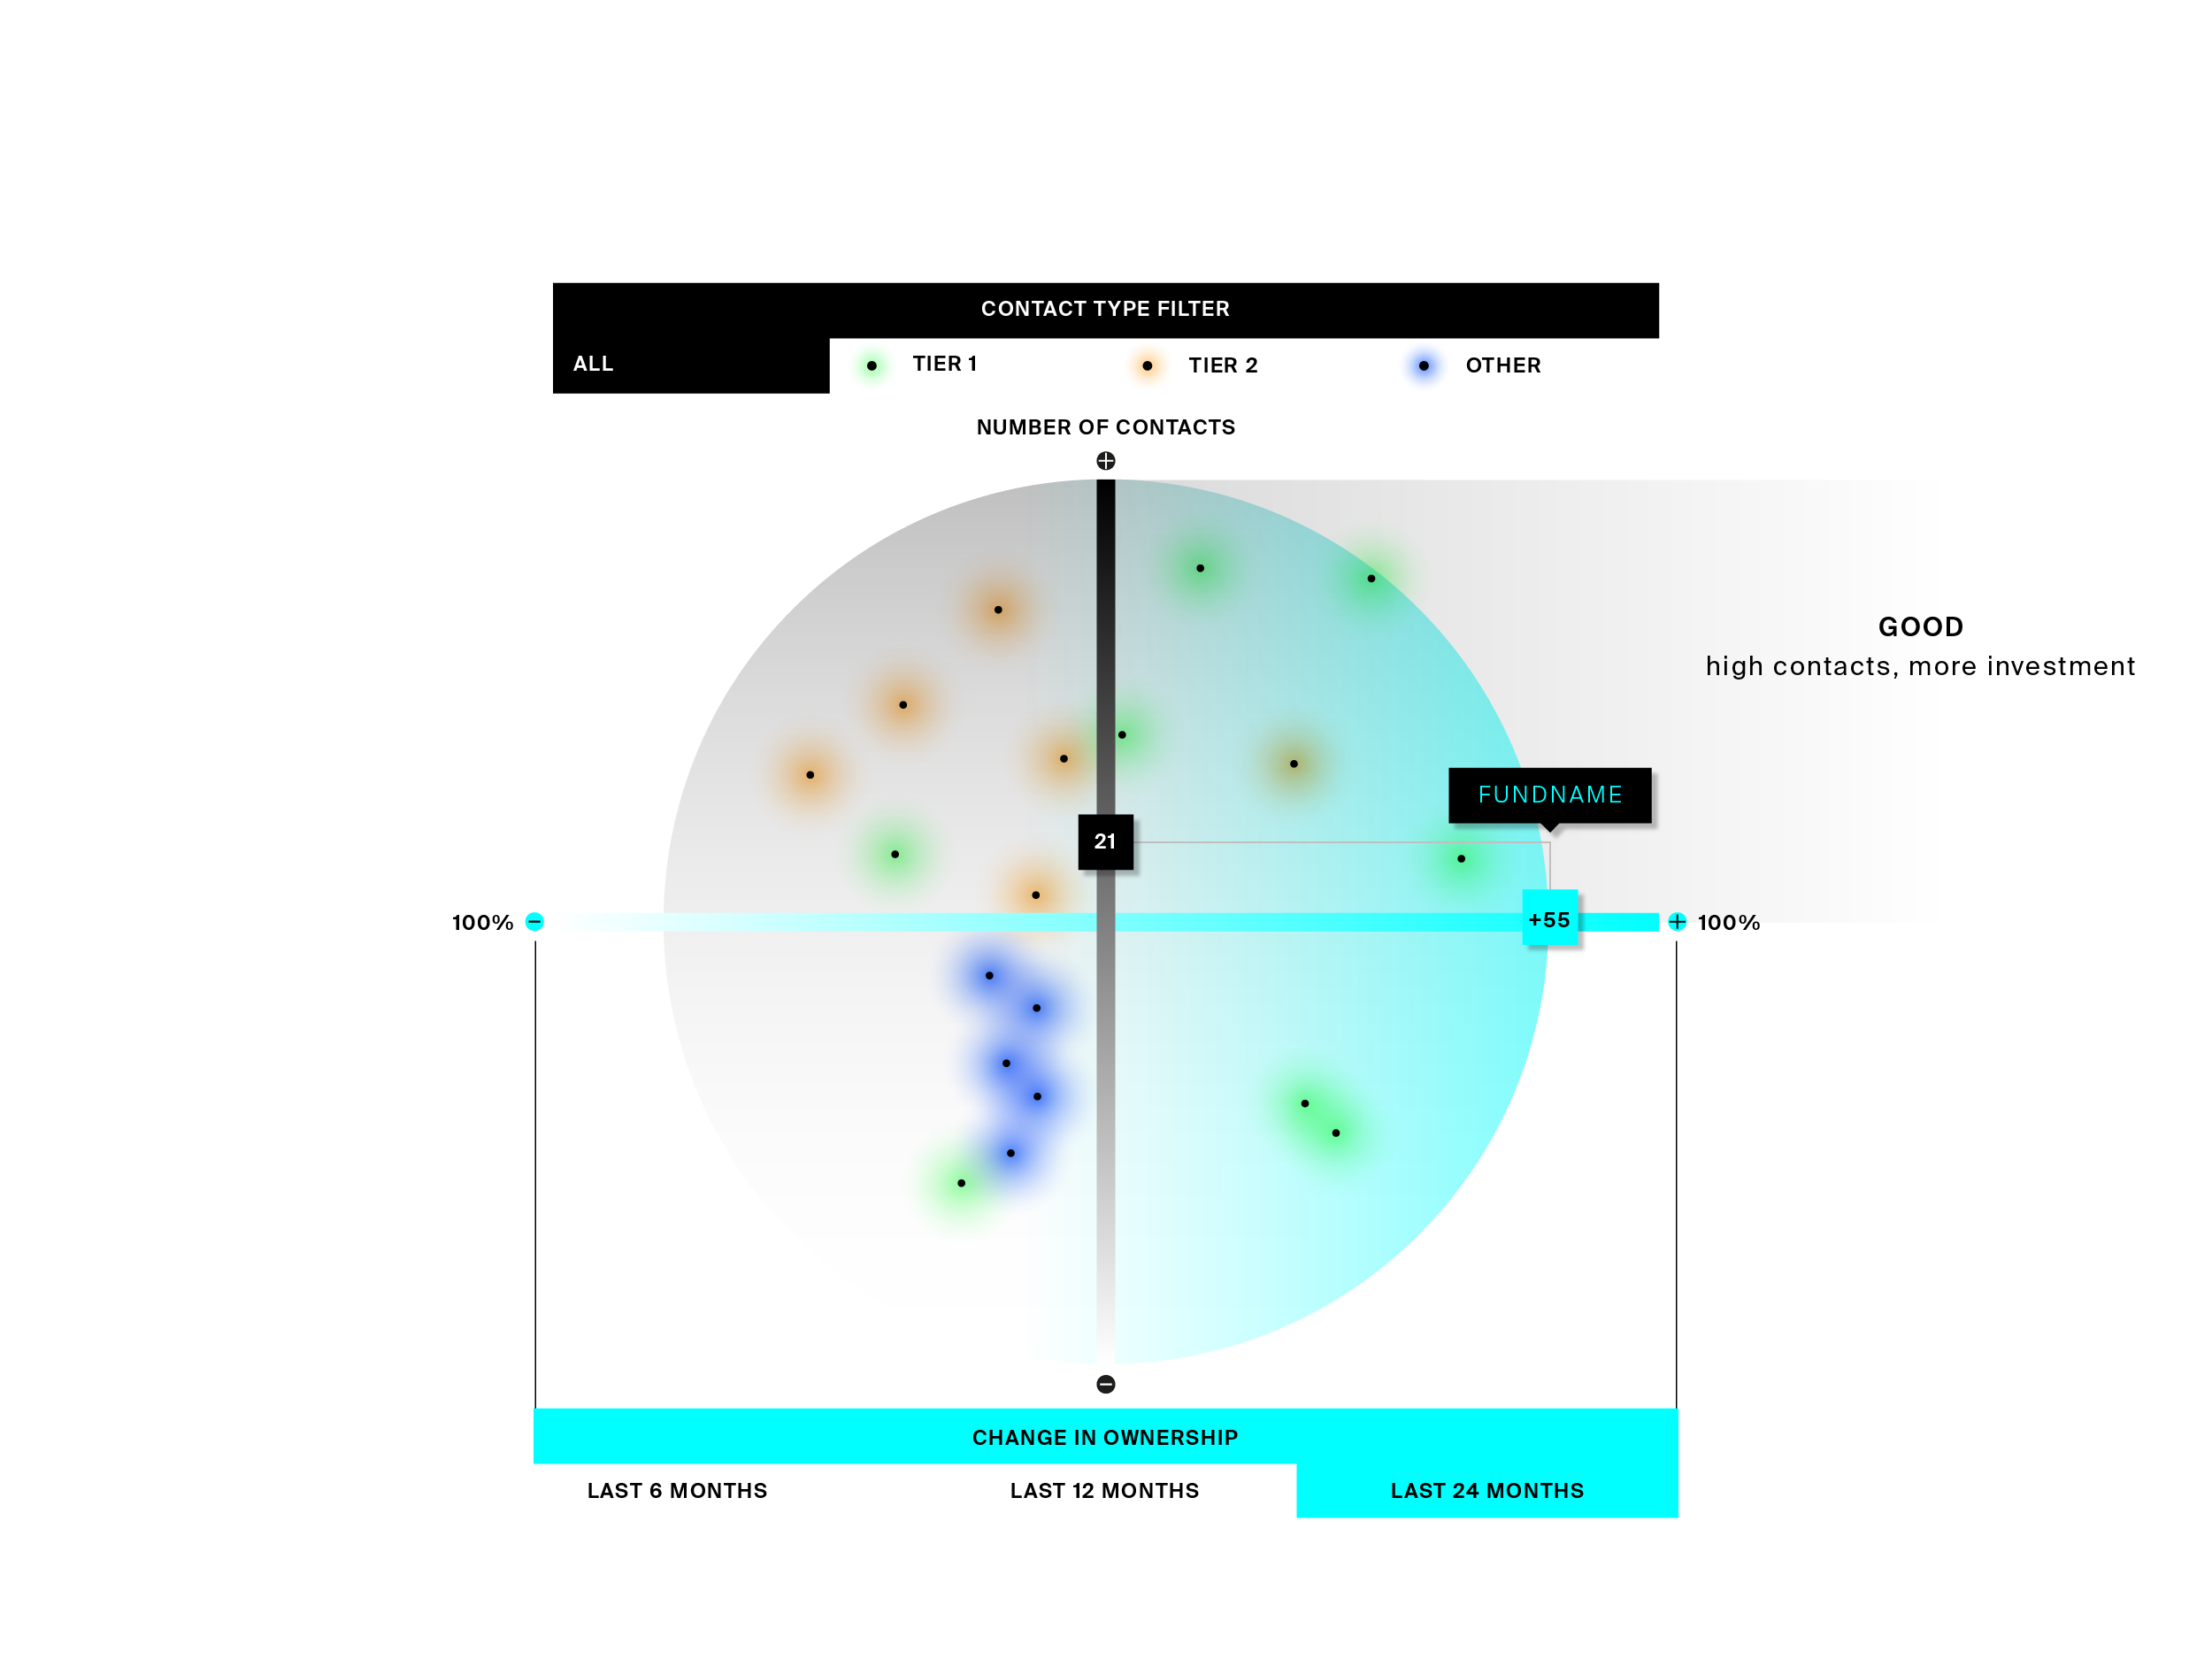 CONTACT TYPE FILTER
ALL TIER 1 TIER 2 OTHER
NUMBER OF CONTACTS
GOOD
high contacts, more investment
FUNDNAME
21
+55
100% 100%
CHANGE IN OWNERSHIP
LAST 6 MONTHS LAST 12 MONTHS LAST 24 MONTHS